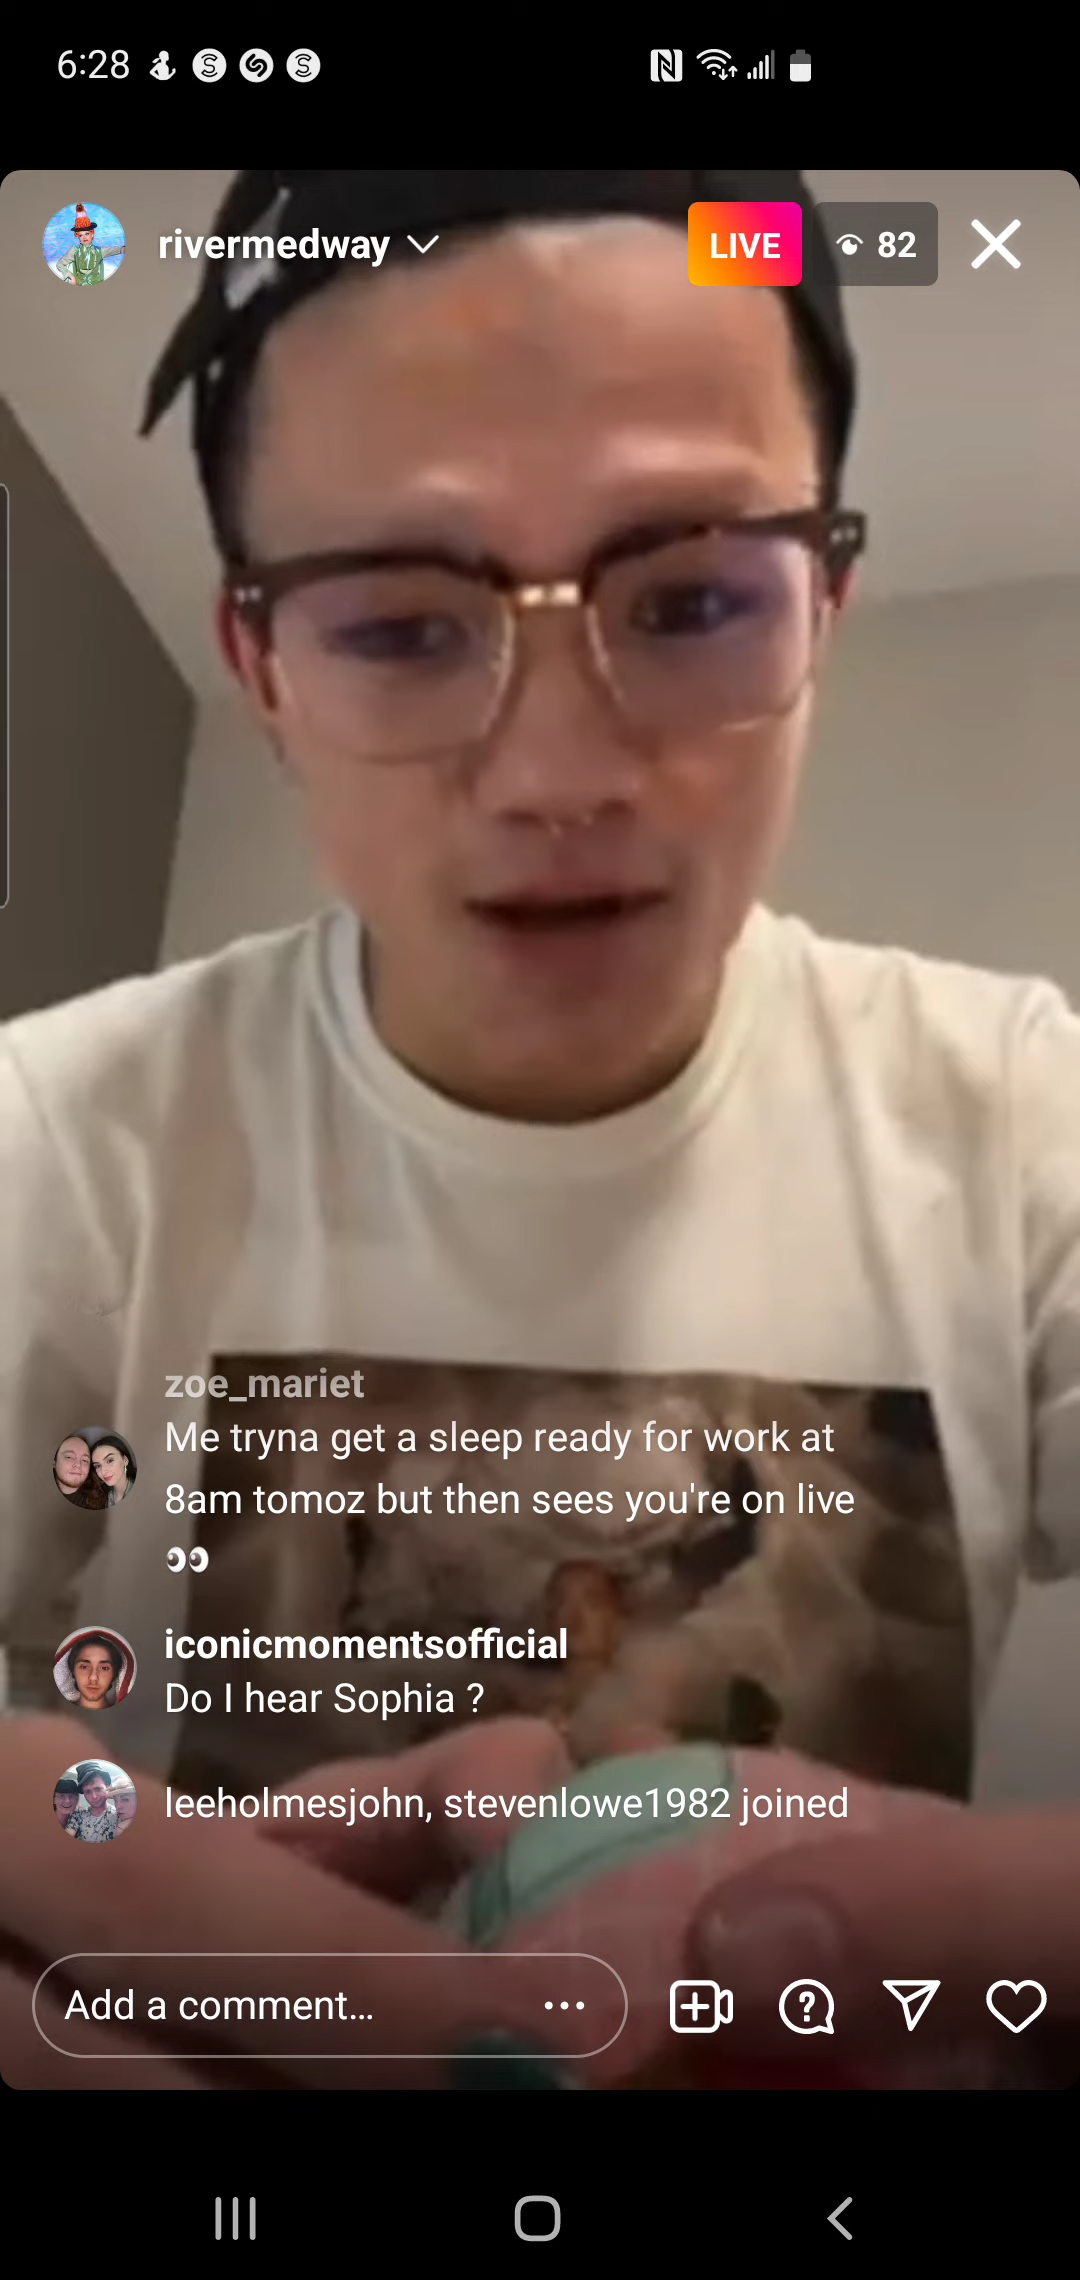 6:28
rivermedway
LIVE
82
zoe_mariet
Me tryna get a sleep ready for work at
8am tomoz but then sees you're on live
👀
iconicmomentsofficial
Do I hear Sophia ?
leeholmesjohn, stevenlowe1982 joined
Add a comment...